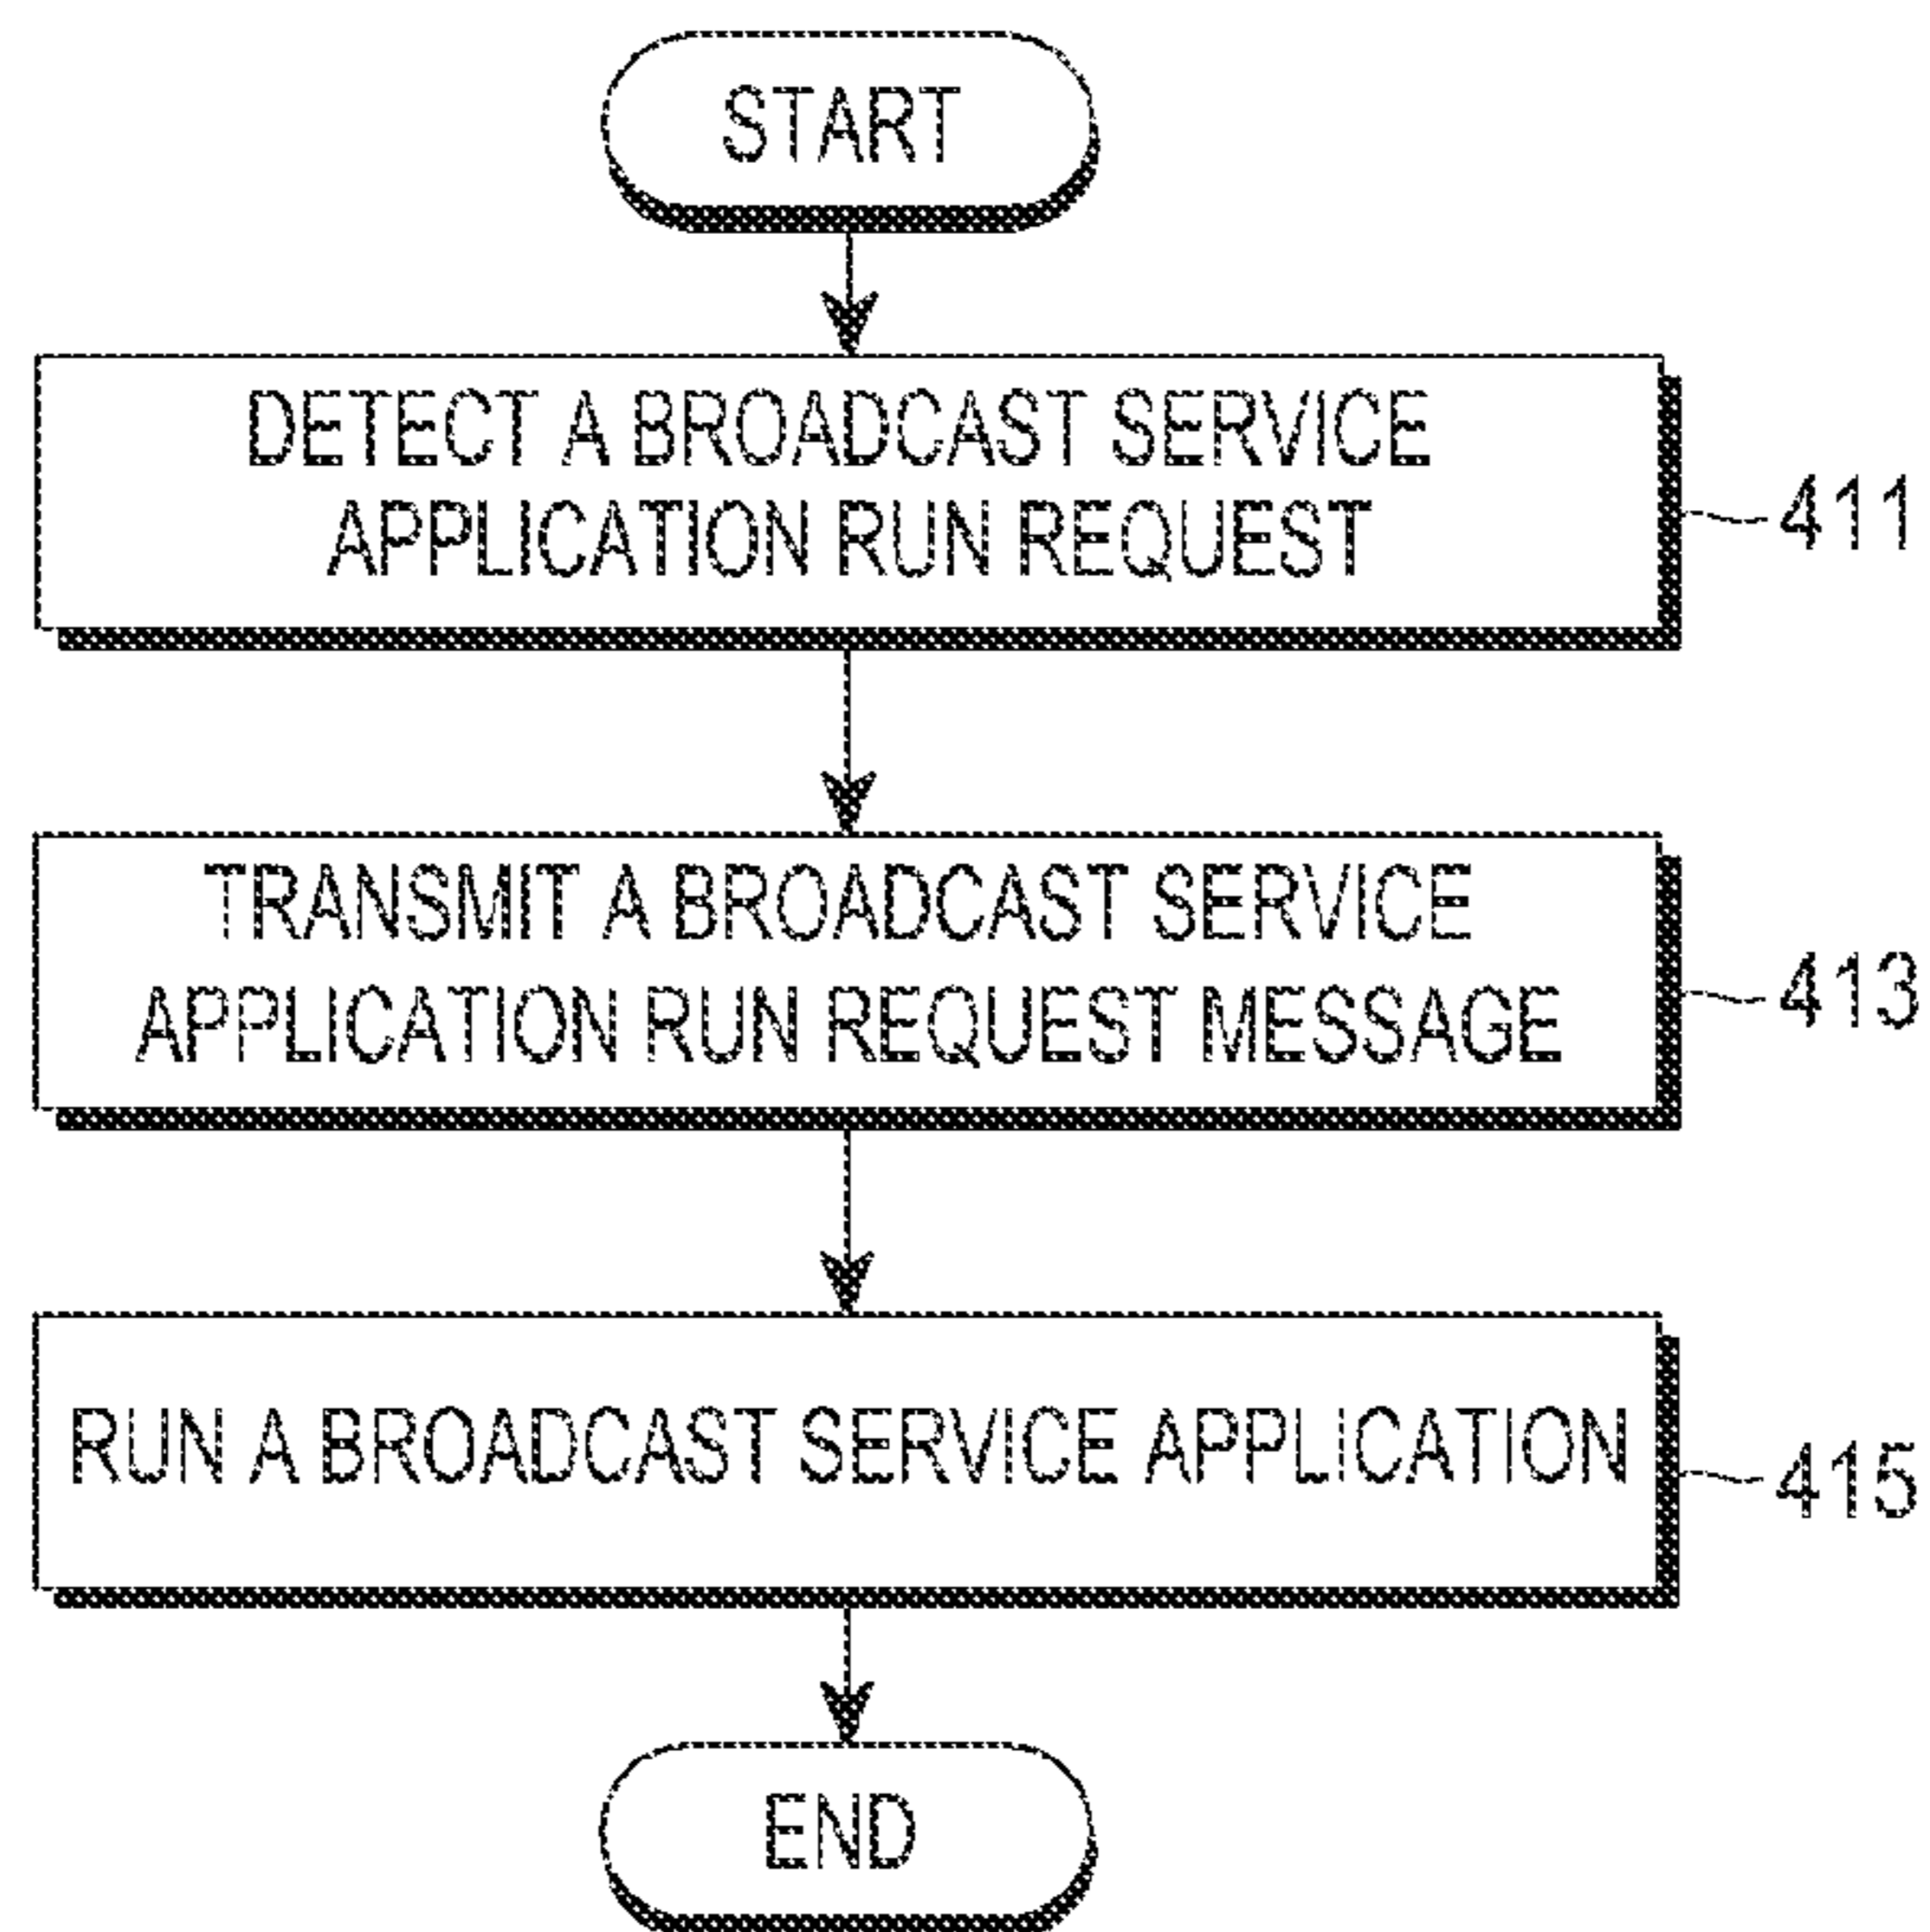 START
DETECT A BROADCAST SERVICE
APPLICATION RUN REQUEST
411
TRANSMIT A BROADCAST SERVICE
APPLICATION RUN REQUEST MESSAGE
413
RUN A BROADCAST SERVICE APPLICATION
415
END